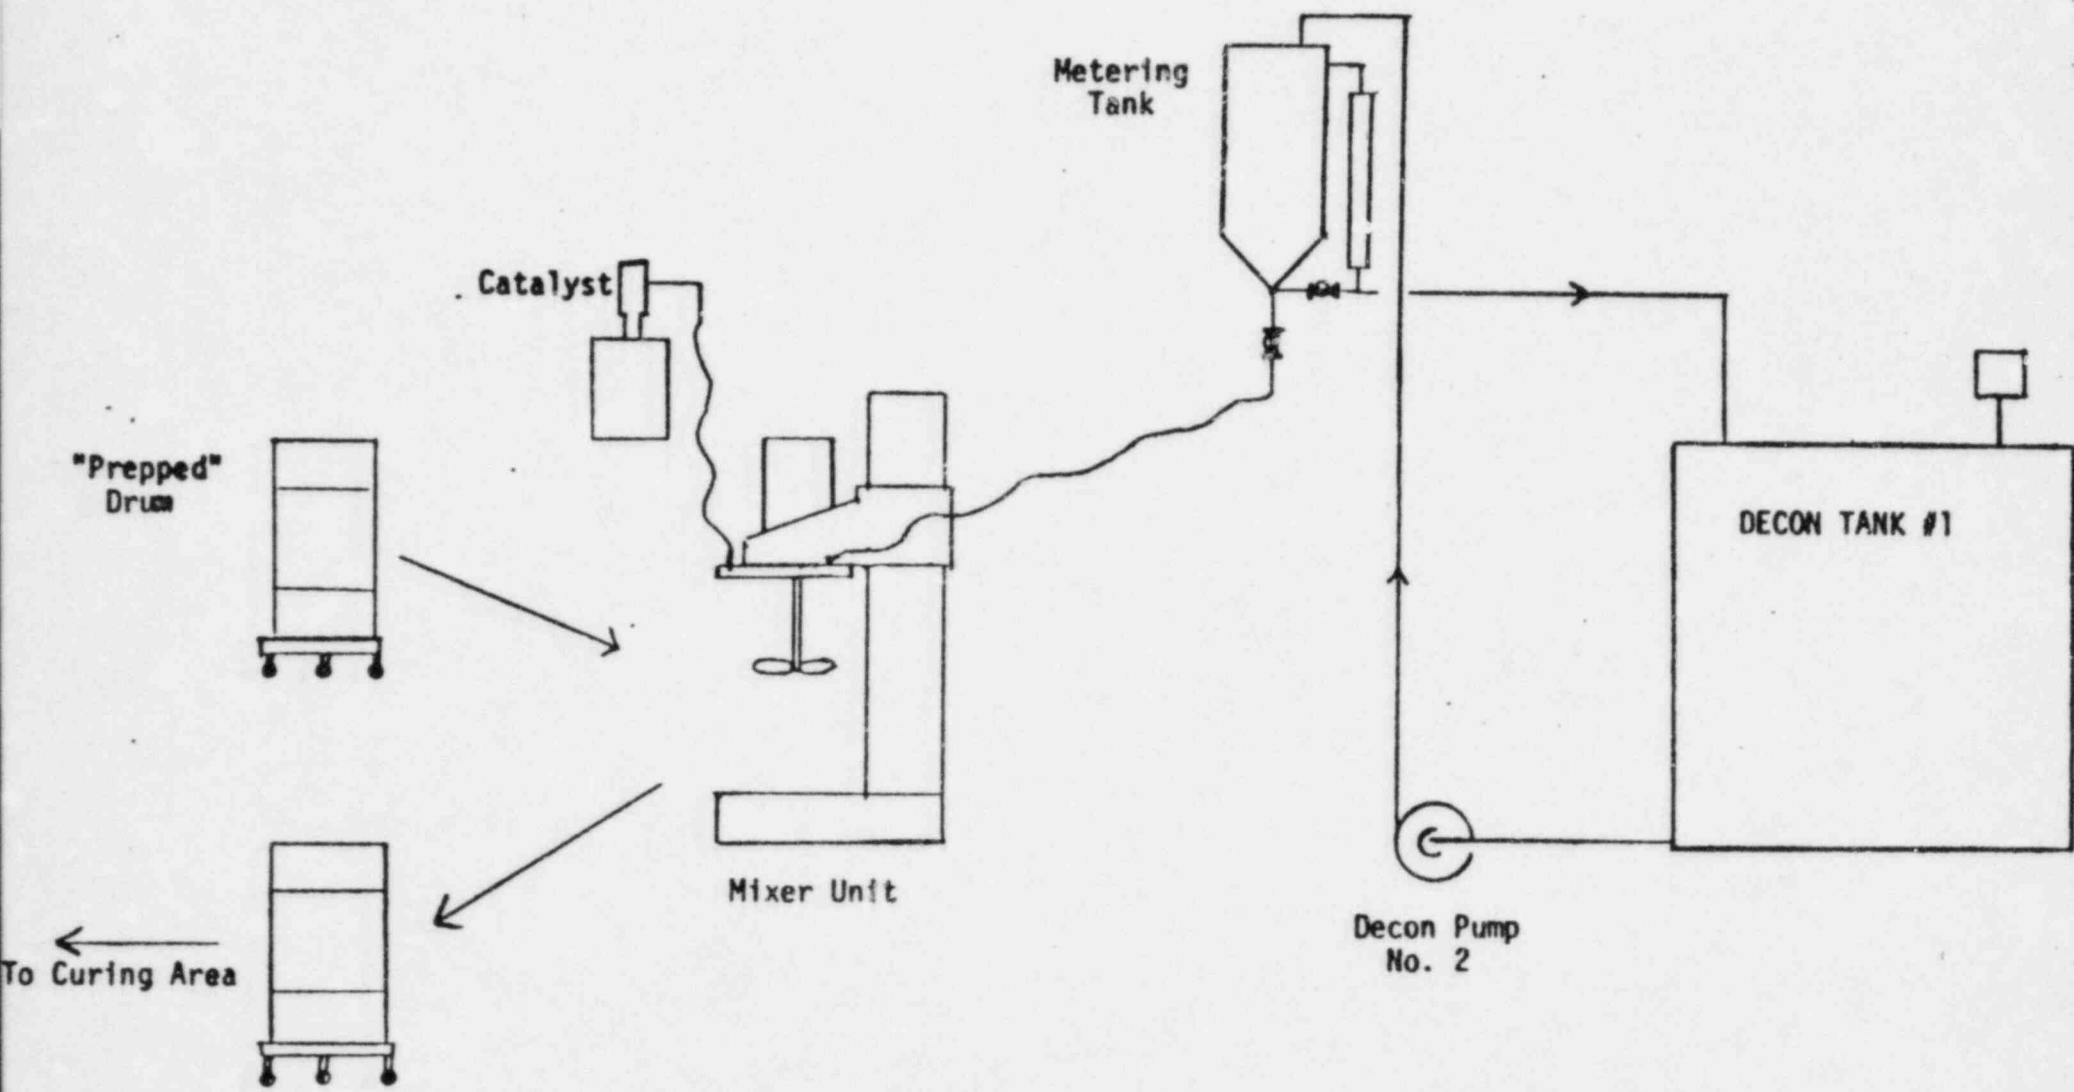 Metering
Tank
Catalyst
"Prepped"
Drum
DECON TANK #1
Mixer Unit
Decon Pump
No. 2
To Curing Area